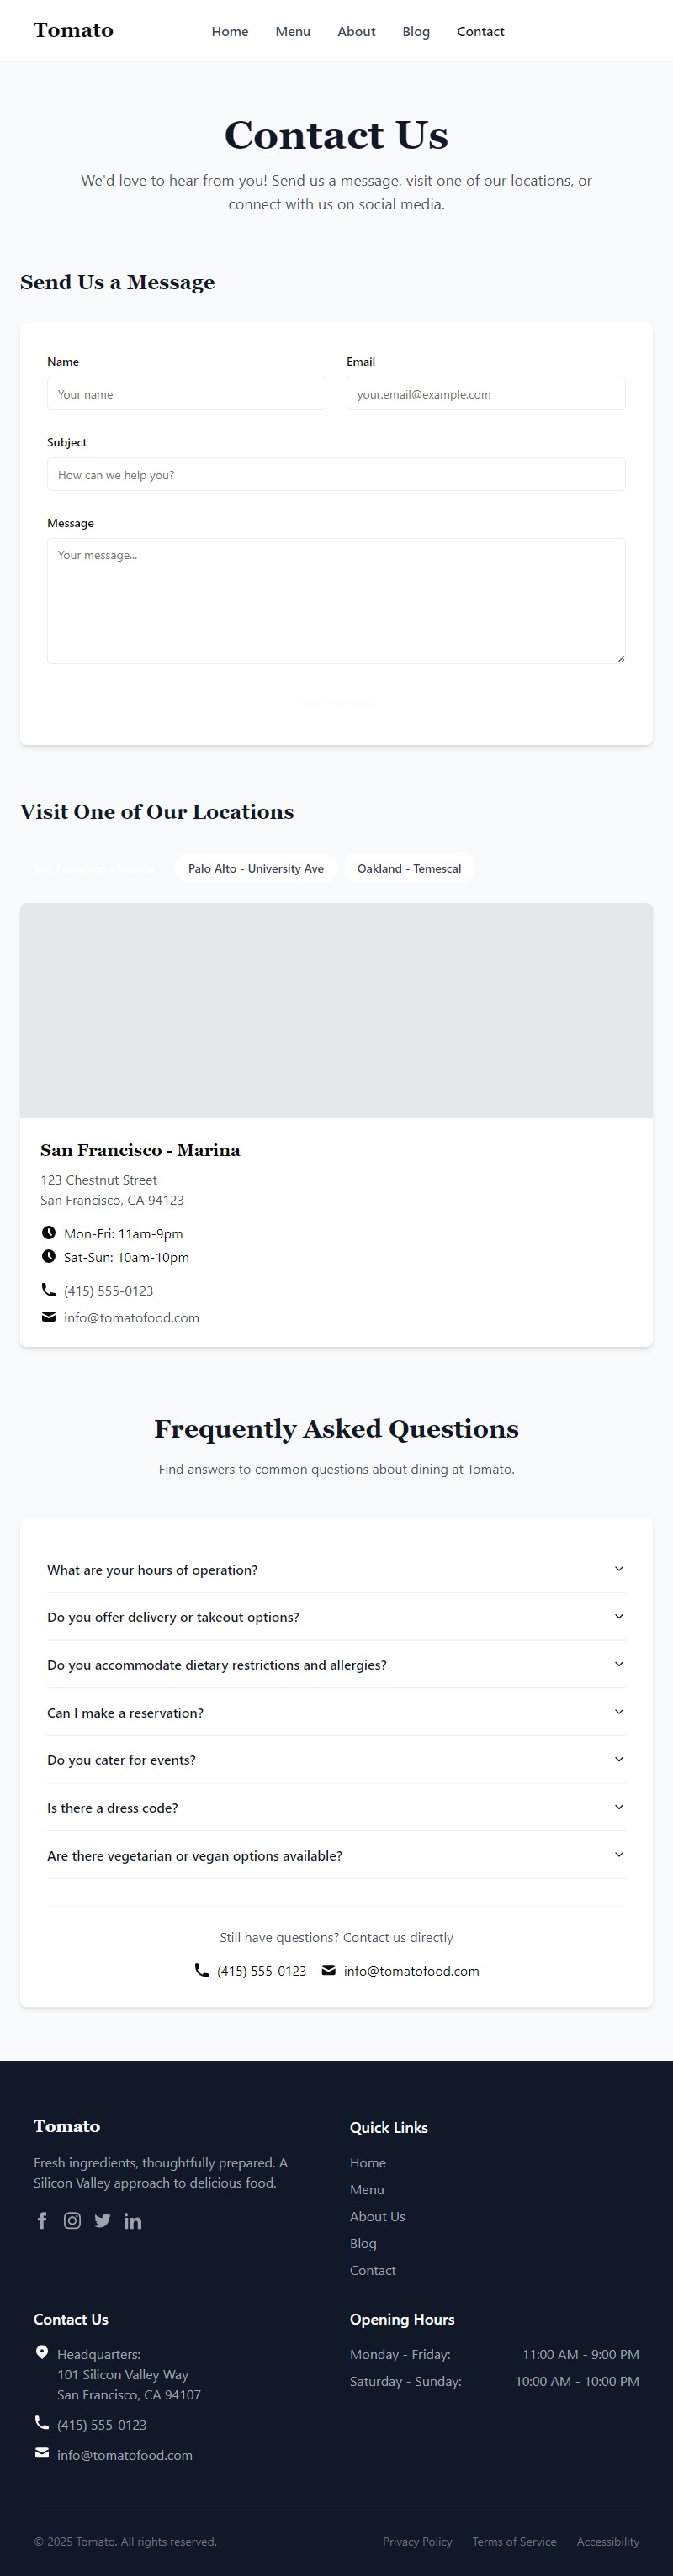 Tomato
Home Menu About Blog Contact
Contact Us
We'd love to hear from you! Send us a message, visit one of our locations, or
connect with us on social media.
Send Us a Message
Name Email
Your name your.email@example.com
Subject
How can we help you?
Message
Your message...
Visit One of Our Locations
San Francisco - Marina Palo Alto - University Ave Oakland - Temescal
San Francisco - Marina
123 Chestnut Street
San Francisco, CA 94123
Mon-Fri: 11am-9pm
Sat-Sun: 10am-10pm
(415) 555-0123
info@tomatofood.com
Frequently Asked Questions
Find answers to common questions about dining at Tomato.
What are your hours of operation?
Do you offer delivery or takeout options?
Do you accommodate dietary restrictions and allergies?
Can I make a reservation?
Do you cater for events?
Is there a dress code?
Are there vegetarian or vegan options available?
Still have questions? Contact us directly
(415) 555-0123 info@tomatofood.com
Tomato
Fresh ingredients, thoughtfully prepared. A
Silicon Valley approach to delicious food.
Quick Links
Home
Menu
About Us
Blog
Contact
Contact Us
Headquarters:
101 Silicon Valley Way
San Francisco, CA 94107
(415) 555-0123
info@tomatofood.com
Opening Hours
Monday - Friday: 11:00 AM - 9:00 PM
Saturday - Sunday: 10:00 AM - 10:00 PM
© 2025 Tomato. All rights reserved.
Privacy Policy Terms of Service Accessibility